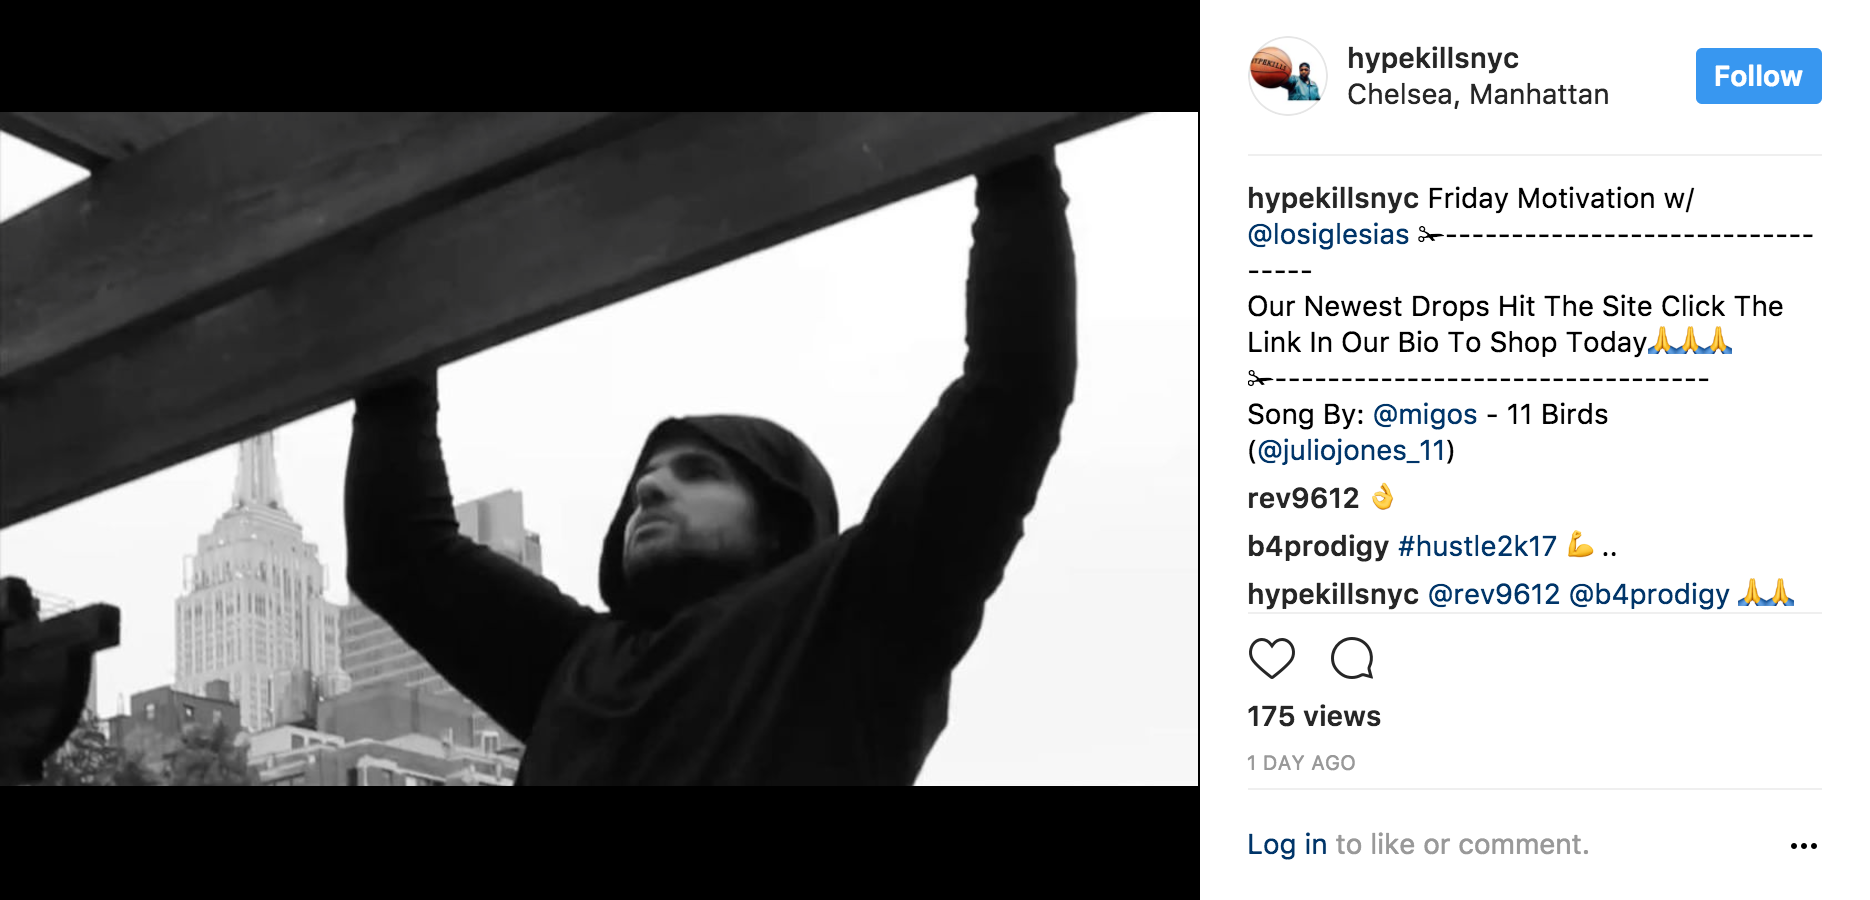 hypekillsnyc
Chelsea, Manhattan
Follow
hypekillsnyc Friday Motivation w/
@losiglesias ✂----------------------------
-----
Our Newest Drops Hit The Site Click The
Link In Our Bio To Shop Today🙏🙏🙏
✂---------------------------------
Song By: @migos - 11 Birds
(@juliojones_11)
rev9612 👌
b4prodigy #hustle2k17 💪 ..
hypekillsnyc @rev9612 @b4prodigy 🙏🙏
175 views
1 DAY AGO
Log in to like or comment.